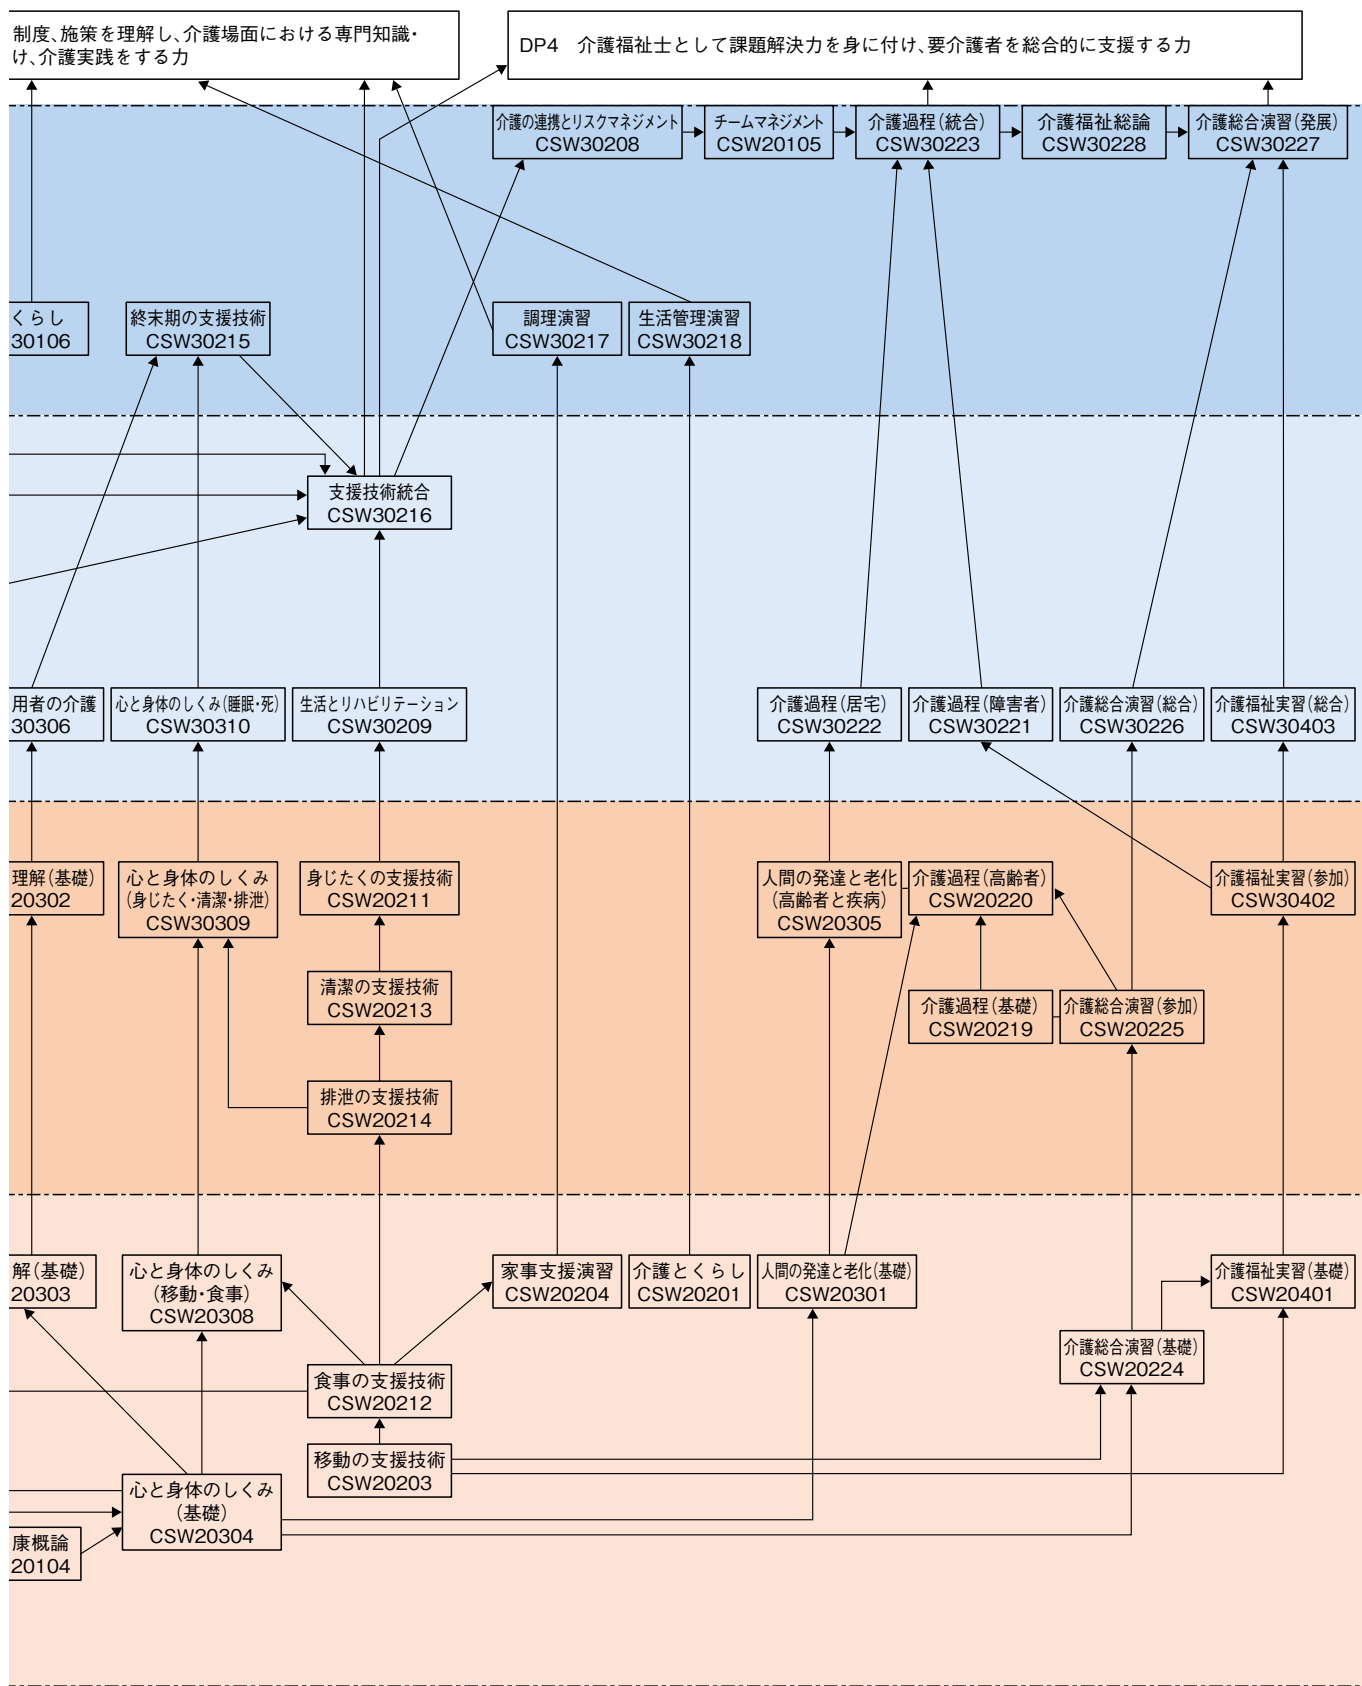 制度、施策を理解し、介護場面における専門知識・
け、介護実践をする力
DP4　介護福祉士として課題解決力を身に付け、要介護者を総合的に支援する力
介護の連携とリスクマネジメント
CSW30208
チームマネジメント
CSW20105
介護過程(統合)
CSW30223
介護福祉総論
CSW30228
介護総合演習(発展)
CSW30227
くらし
30106
終末期の支援技術
CSW30215
調理演習
CSW30217
生活管理演習
CSW30218
支援技術統合
CSW30216
用者の介護
30306
心と身体のしくみ(睡眠・死)
CSW30310
生活とリハビリテーション
CSW30209
介護過程(居宅)
CSW30222
介護過程(障害者)
CSW30221
介護総合演習(総合)
CSW30226
介護福祉実習(総合)
CSW30403
理解(基礎)
20302
心と身体のしくみ
(身じたく・清潔・排泄)
CSW30309
身じたくの支援技術
CSW20211
人間の発達と老化
(高齢者と疾病)
CSW20305
介護過程(高齢者)
CSW20220
介護福祉実習(参加)
CSW30402
清潔の支援技術
CSW20213
介護過程(基礎)
CSW20219
介護総合演習(参加)
CSW20225
排泄の支援技術
CSW20214
解(基礎)
20303
心と身体のしくみ
(移動・食事)
CSW20308
家事支援演習
CSW20204
介護とくらし
CSW20201
人間の発達と老化(基礎)
CSW20301
介護福祉実習(基礎)
CSW20401
介護総合演習(基礎)
CSW20224
食事の支援技術
CSW20212
移動の支援技術
CSW20203
心と身体のしくみ
(基礎)
CSW20304
康概論
20104